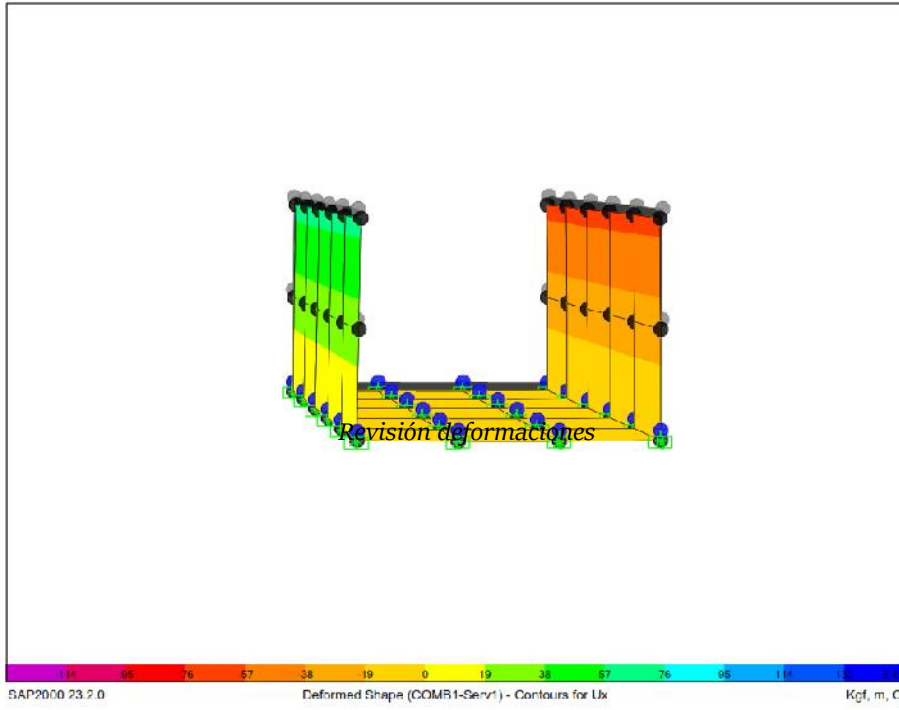 Revisión deformaciones
95 76 57 38 19 0 19 38 57 76 95 114
SAP2000 23.2.0 Deformed Shape (COMB1-Serv1) - Contours for Ux Kgf, m, C